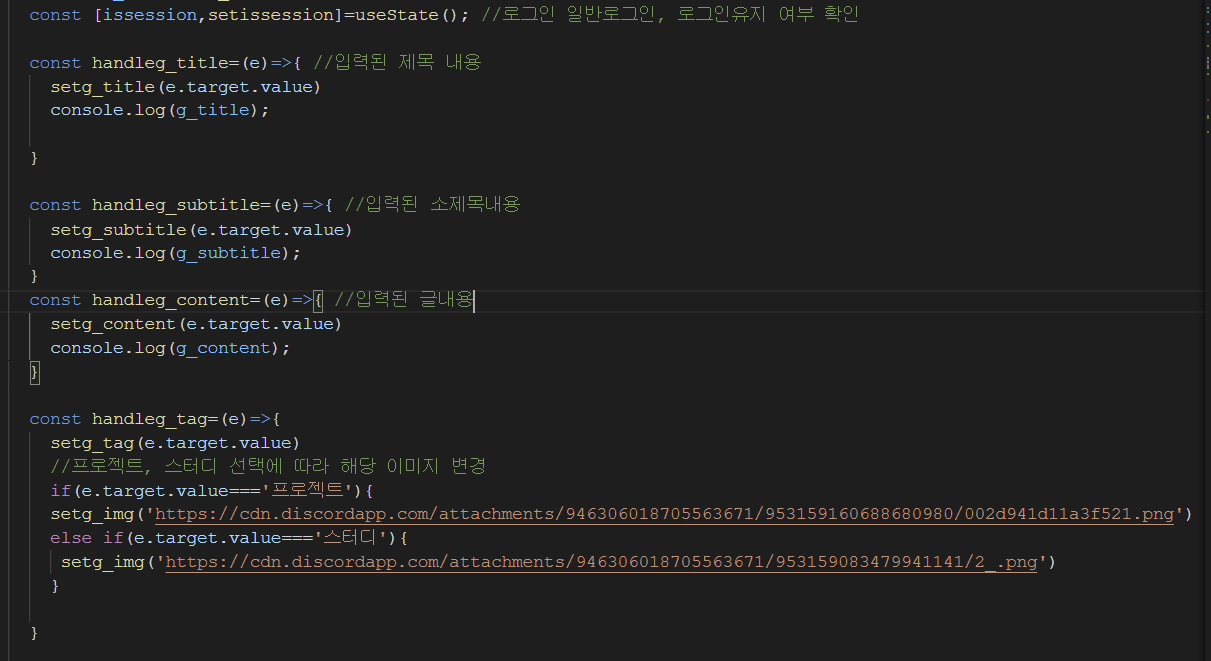 const [issession,setissession]=useState(); //로그인 일반로그인, 로그인유지 여부 확인
const handleg_title=(e)=>{ //입력된 제목 내용
setg_title(e.target.value)
console.log(g_title);
}
const handleg_subtitle=(e)=>{ //입력된 소제목내용
setg_subtitle(e.target.value)
console.log(g_subtitle);
}
const handleg_content=(e)=>{ //입력된 글내용
setg_content(e.target.value)
console.log(g_content);
}
const handleg_tag=(e)=>{
setg_tag(e.target.value)
//프로젝트, 스터디 선택에 따라 해당 이미지 변경
if(e.target.value==='프로젝트'){
setg_img('https://cdn.discordapp.com/attachments/946306018705563671/953159160688680980/002d941d11a3f521.png')
else if(e.target.value==='스터디'){
setg_img('https://cdn.discordapp.com/attachments/946306018705563671/953159083479941141/2_.png')
}
}